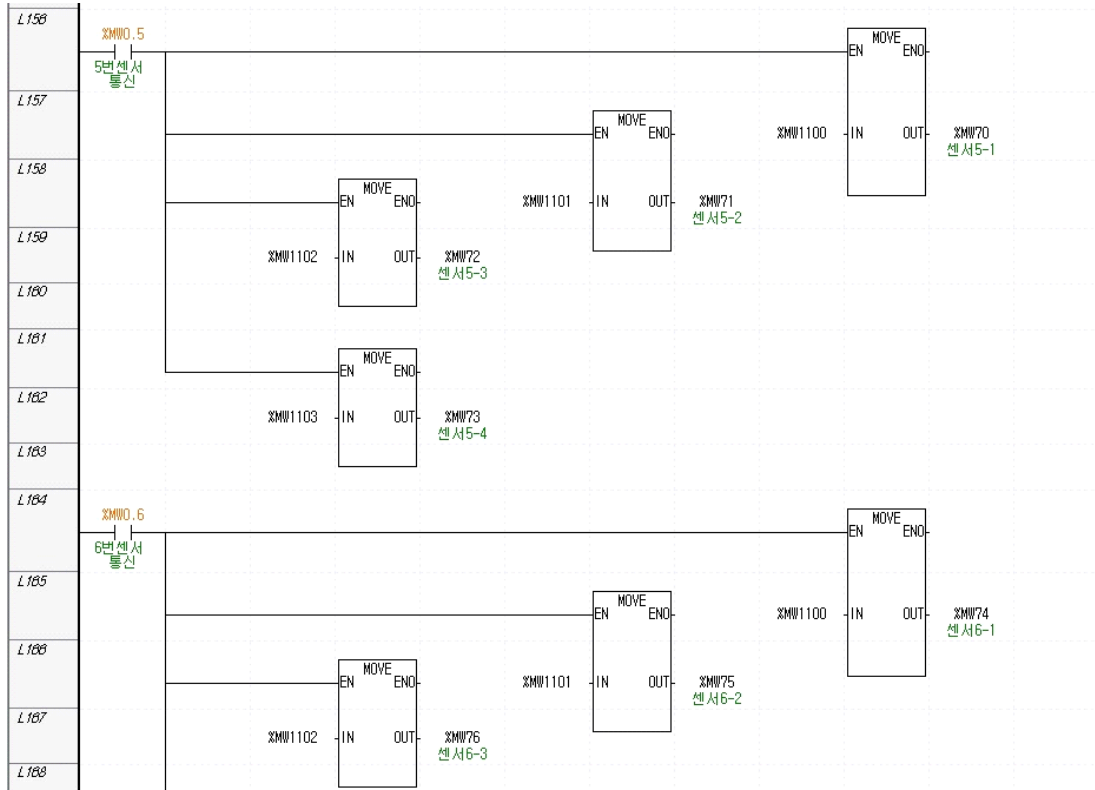 L156
%MW0.5
5번센서
통신
MOVE
EN ENO
L157
MOVE
EN ENO
%MW1100 IN OUT %MW70
센서5-1
L158
MOVE
EN ENO
%MW1101 IN OUT %MW71
센서5-2
L159
%MW1102 IN OUT %MW72
센서5-3
L160
L161
MOVE
EN ENO
L162
%MW1103 IN OUT %MW73
센서5-4
L163
L164
%MW0.6
6번센서
통신
MOVE
EN ENO
L165
MOVE
EN ENO
%MW1100 IN OUT %MW74
센서6-1
L166
MOVE
EN ENO
%MW1101 IN OUT %MW75
센서6-2
L167
%MW1102 IN OUT %MW76
센서6-3
L168